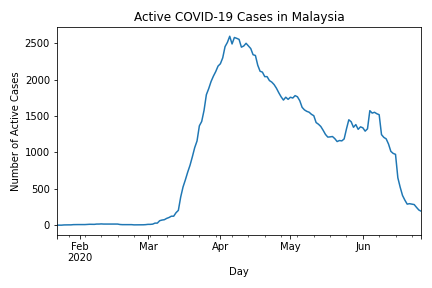 Active COVID-19 Cases in Malaysia
Number of Active Cases
2500
2000
1500
1000
500
0
Feb
2020
Mar
Apr
May
Jun
Day